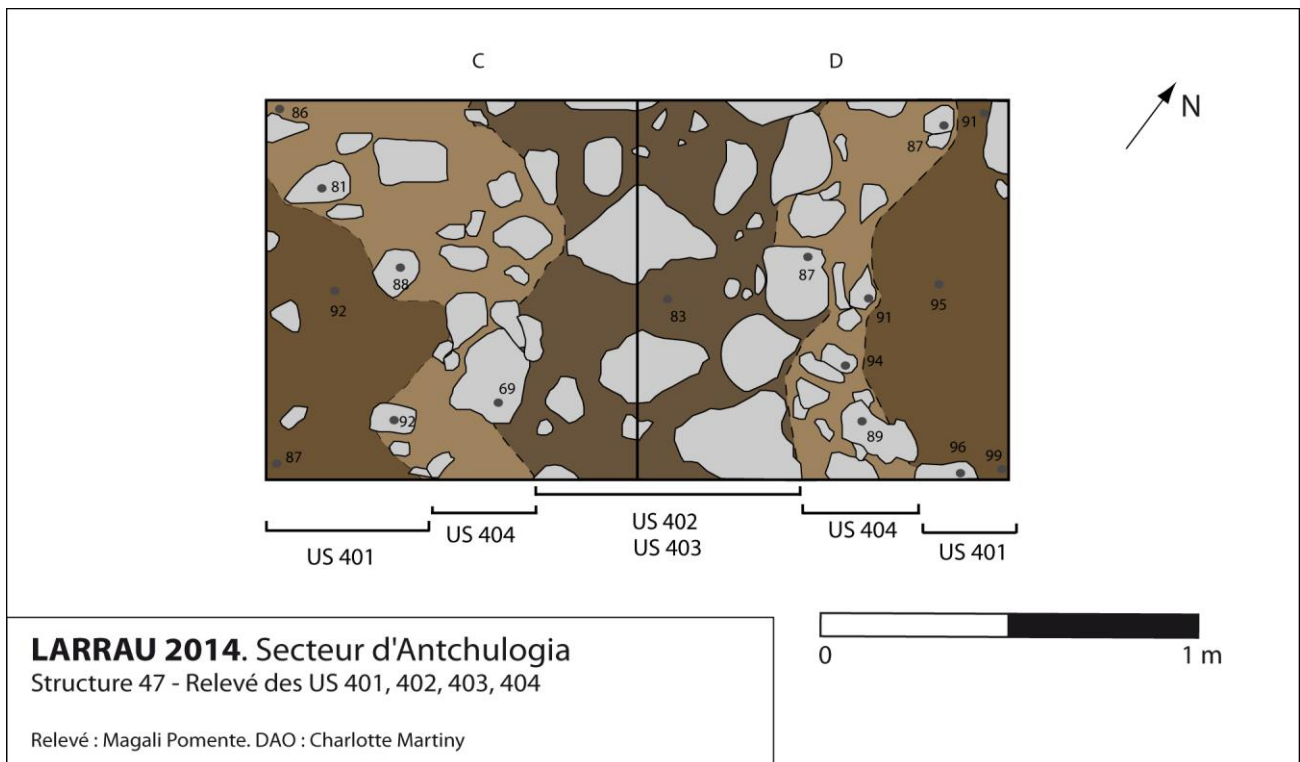 C D
N
86
91
87
81
87
88
92
95
83
91
94
69
92
89
87
96 99
US 401
US 404
US 402
US 403
US 404
US 401
LARRAU 2014. Secteur d'Antchulogia
Structure 47 - Relevé des US 401, 402, 403, 404
Relevé : Magali Pomente. DAO : Charlotte Martiny
0 1 m